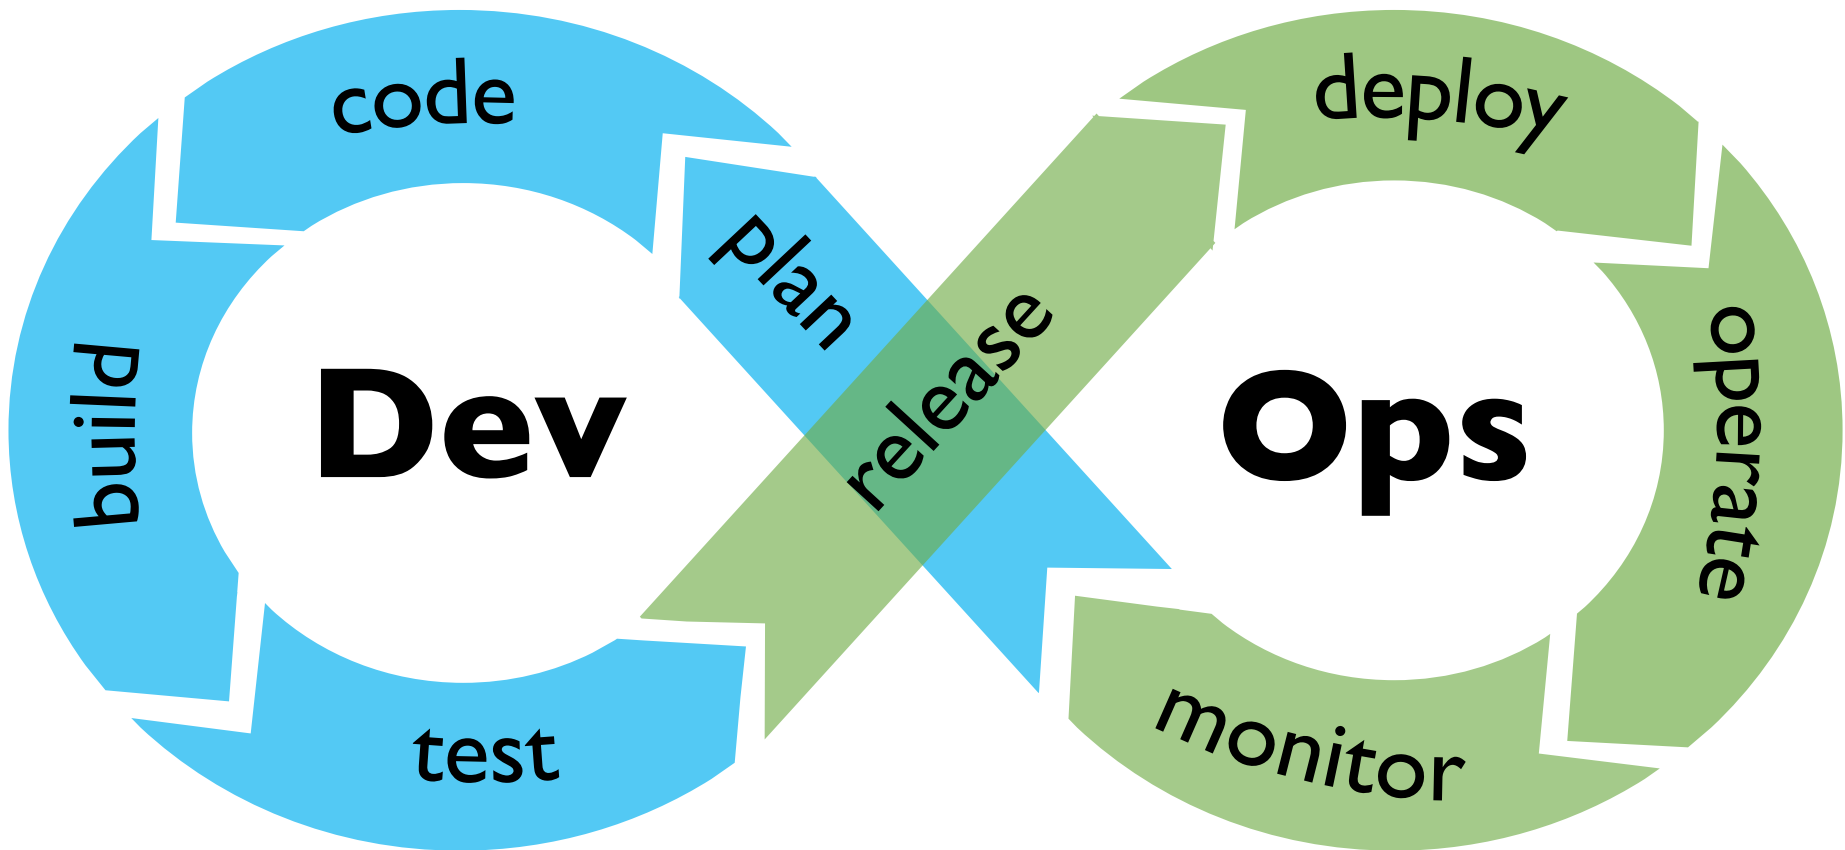 code
plan
build
Dev
test
release
deploy
Ops
operate
monitor